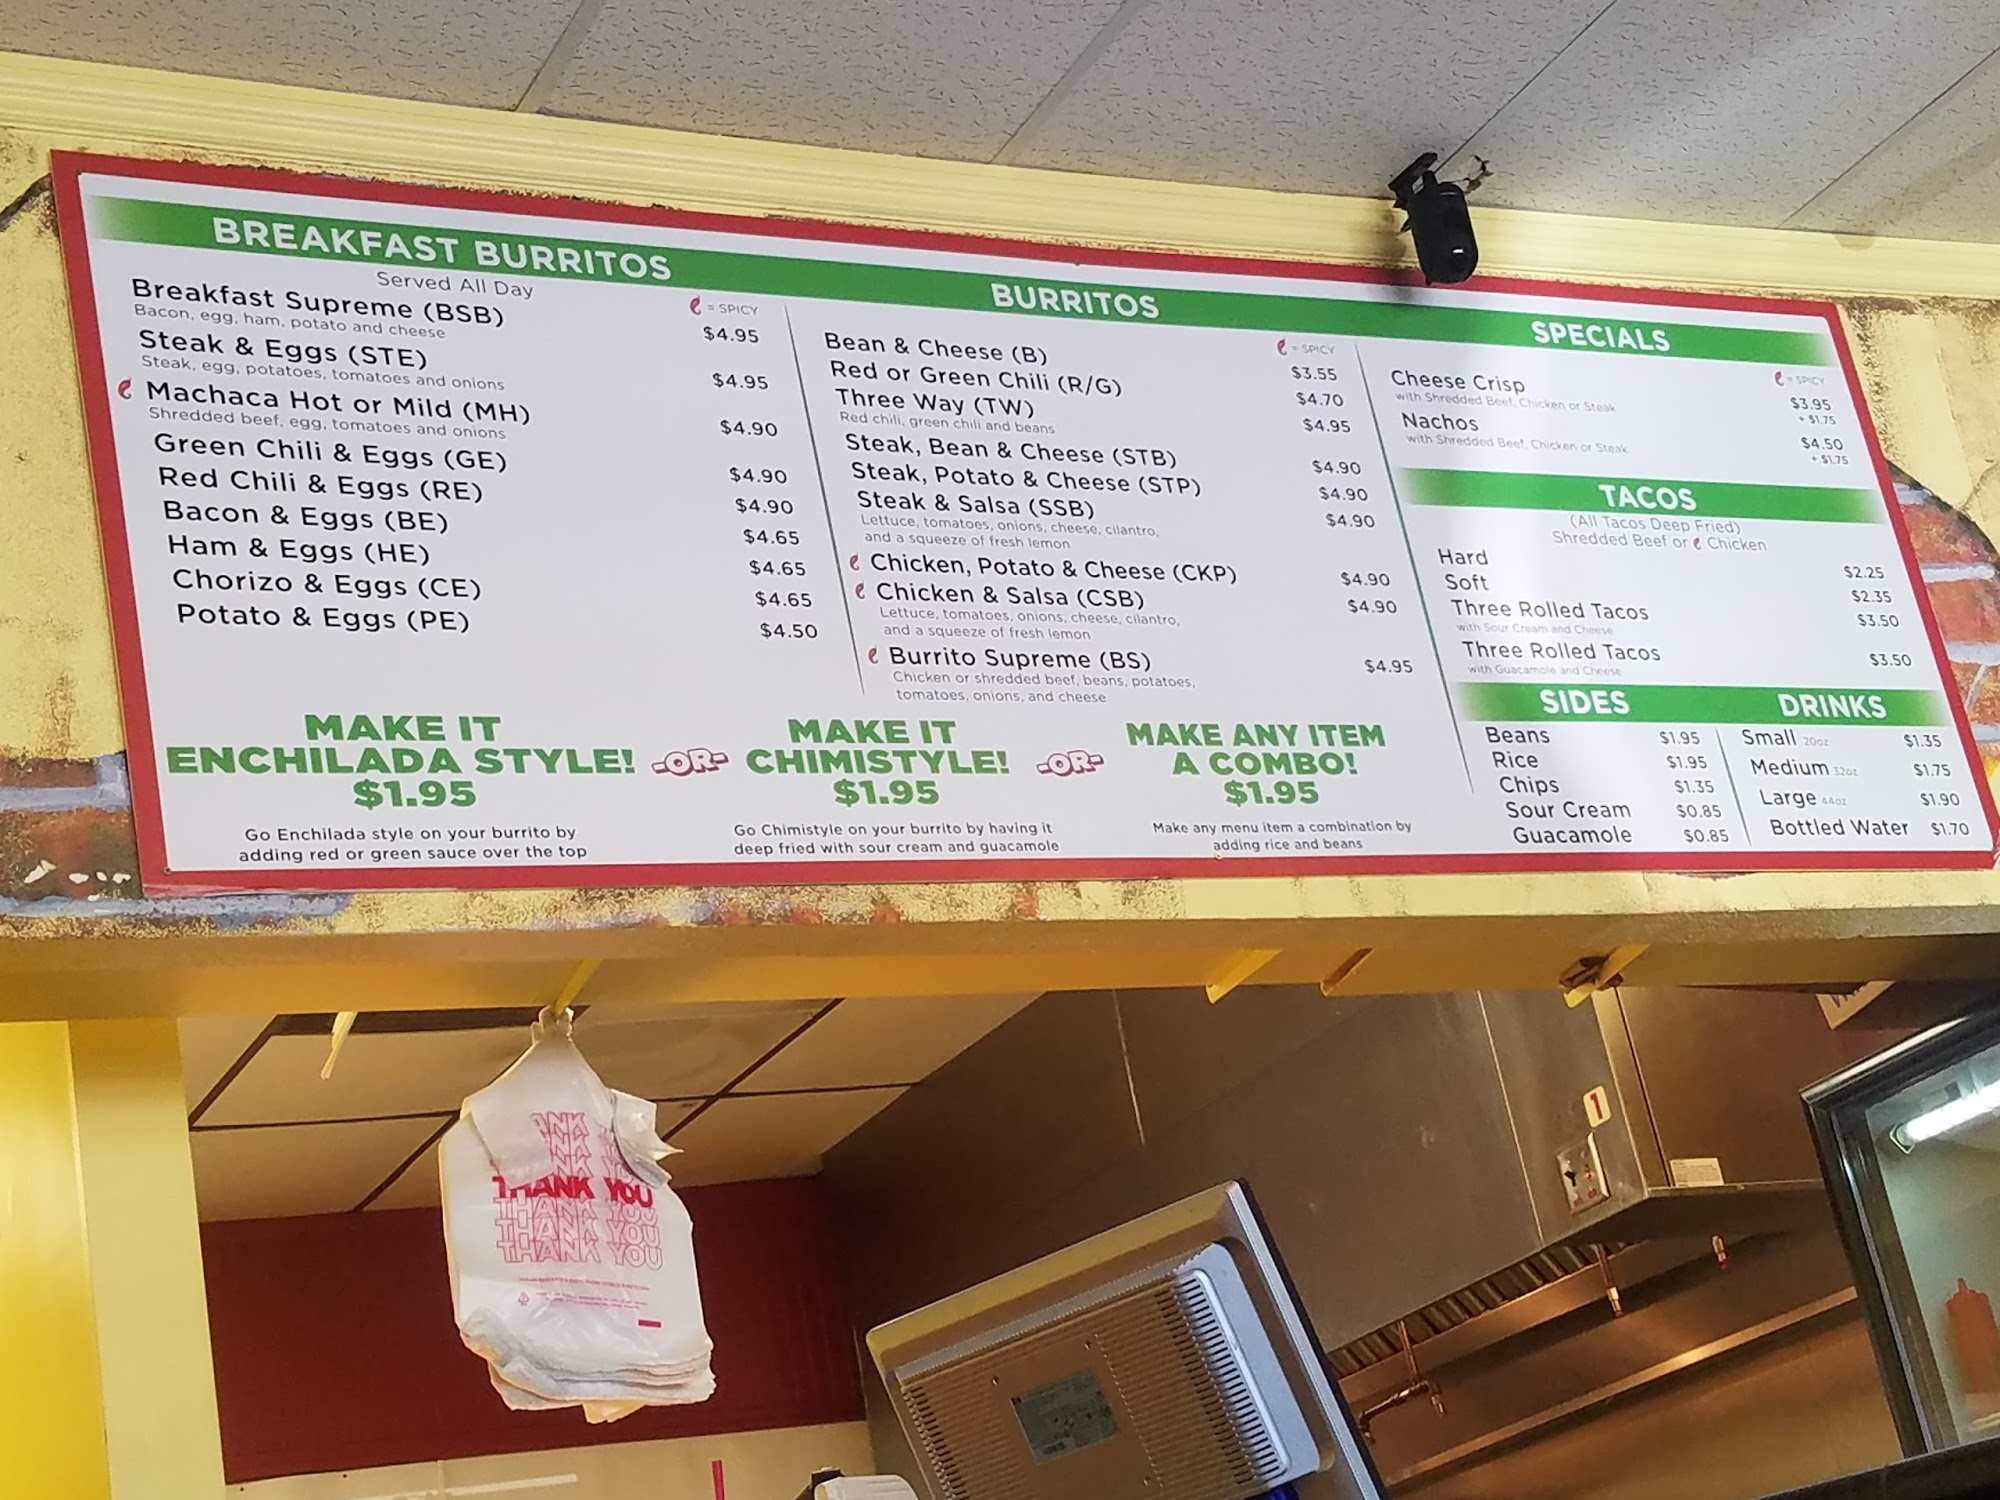 BREAKFAST BURRITOS
Served All Day
= SPICY
Breakfast Supreme (BSB) $4.95
Bacon, egg, ham, potato and cheese
Steak & Eggs (STE) $4.95
Steak, egg, potatoes, tomatoes and onions
Machaca Hot or Mild (MH) $4.90
Shredded beef, egg, tomatoes and onions
Green Chili & Eggs (GE) $4.90
Red Chili & Eggs (RE) $4.90
Bacon & Eggs (BE) $4.65
Ham & Eggs (HE) $4.65
Chorizo & Eggs (CE) $4.65
Potato & Eggs (PE) $4.50
BURRITOS
= SPICY
Bean & Cheese (B) $3.55
Red or Green Chili (R/G) $4.70
Three Way (TW) $4.95
Red chili, green chili and beans
Steak, Bean & Cheese (STB) $4.90
Steak, Potato & Cheese (STP) $4.90
Steak & Salsa (SSB) $4.90
Lettuce, tomatoes, onions, cheese, cilantro,
and a squeeze of fresh lemon
Chicken, Potato & Cheese (CKP) $4.90
Chicken & Salsa (CSB) $4.90
Lettuce, tomatoes, onions, cheese, cilantro,
and a squeeze of fresh lemon
Burrito Supreme (BS) $4.95
Chicken or shredded beef, beans, potatoes,
tomatoes, onions, and cheese
SPECIALS
= SPICY
Cheese Crisp $3.95
with Shredded Beef, Chicken or Steak + $1.75
Nachos $4.50
with Shredded Beef, Chicken or Steak + $1.75
TACOS
(All Tacos Deep Fried)
Shredded Beef or Chicken
Hard $2.25
Soft $2.35
Three Rolled Tacos $3.50
with Sour Cream and Cheese
Three Rolled Tacos $3.50
with Guacamole and Cheese
SIDES
Beans $1.95
Rice $1.95
Chips $1.35
Sour Cream $0.85
Guacamole $0.85
DRINKS
Small 20oz $1.35
Medium 32oz $1.75
Large 44oz $1.90
Bottled Water $1.70
MAKE IT
ENCHILADA STYLE!
$1.95
Go Enchilada style on your burrito by
adding red or green sauce over the top
-OR-
MAKE IT
CHIMISTYLE!
$1.95
Go Chimistyle on your burrito by having it
deep fried with sour cream and guacamole
-OR-
MAKE ANY ITEM
A COMBO!
$1.95
Make any menu item a combination by
adding rice and beans
THANK YOU
THANK YOU
THANK YOU
THANK YOU
1